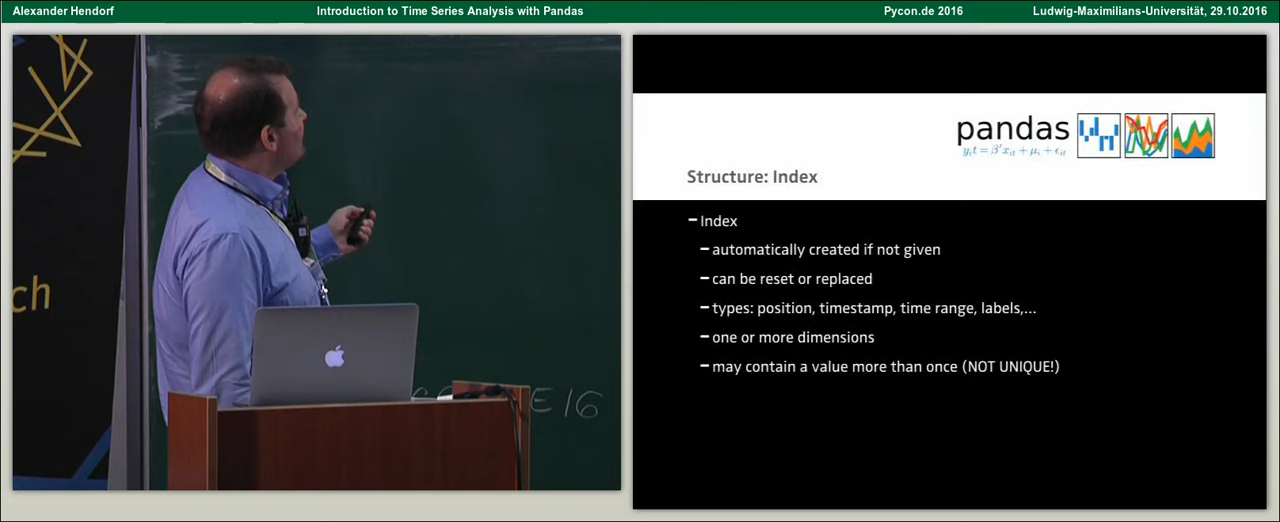 Alexander Hendorf
Introduction to Time Series Analysis with Pandas
Pycon.de 2016
Ludwig-Maximilians-Universität, 29.10.2016
ch
E 16
pandas
Structure: Index
– Index
– automatically created if not given
– can be reset or replaced
– types: position, timestamp, time range, labels,...
– one or more dimensions
– may contain a value more than once (NOT UNIQUE!)